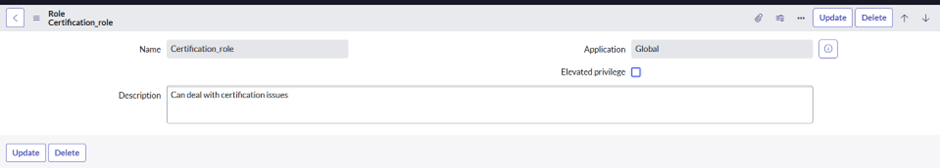 Role
Certification_role
Update Delete
Name Certification_role Application Global
Elevated privilege
Description Can deal with certification issues
Update Delete